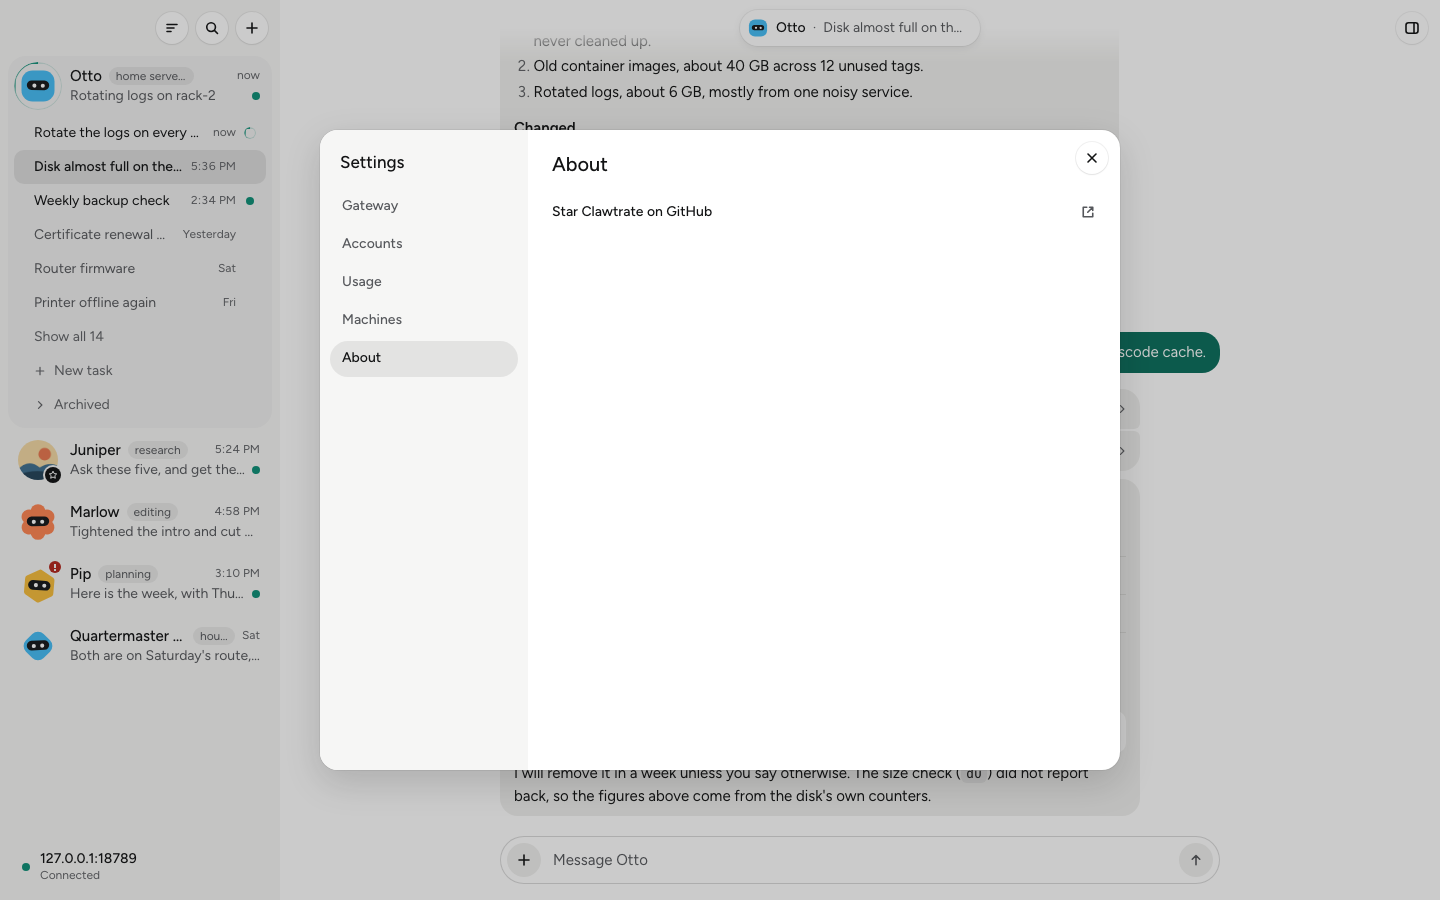 Otto home serve... now
Rotating logs on rack-2
Rotate the logs on every ... now
Disk almost full on the... 5:36 PM
Weekly backup check 2:34 PM
Certificate renewal ... Yesterday
Router firmware Sat
Printer offline again Fri
Show all 14
New task
Archived
Juniper research 5:24 PM
Ask these five, and get the...
Marlow editing 4:58 PM
Tightened the intro and cut ...
Pip planning 3:10 PM
Here is the week, with Thu...
Quartermaster ... hou... Sat
Both are on Saturday's route,...
127.0.0.1:18789
Connected
Otto · Disk almost full on th...
never cleaned up.
2. Old container images, about 40 GB across 12 unused tags.
3. Rotated logs, about 6 GB, mostly from one noisy service.
Changed
Settings
Gateway
Accounts
Usage
Machines
About
About
Star Clawtrate on GitHub
scode cache.
I will remove it in a week unless you say otherwise. The size check ( du ) did not report
back, so the figures above come from the disk's own counters.
Message Otto